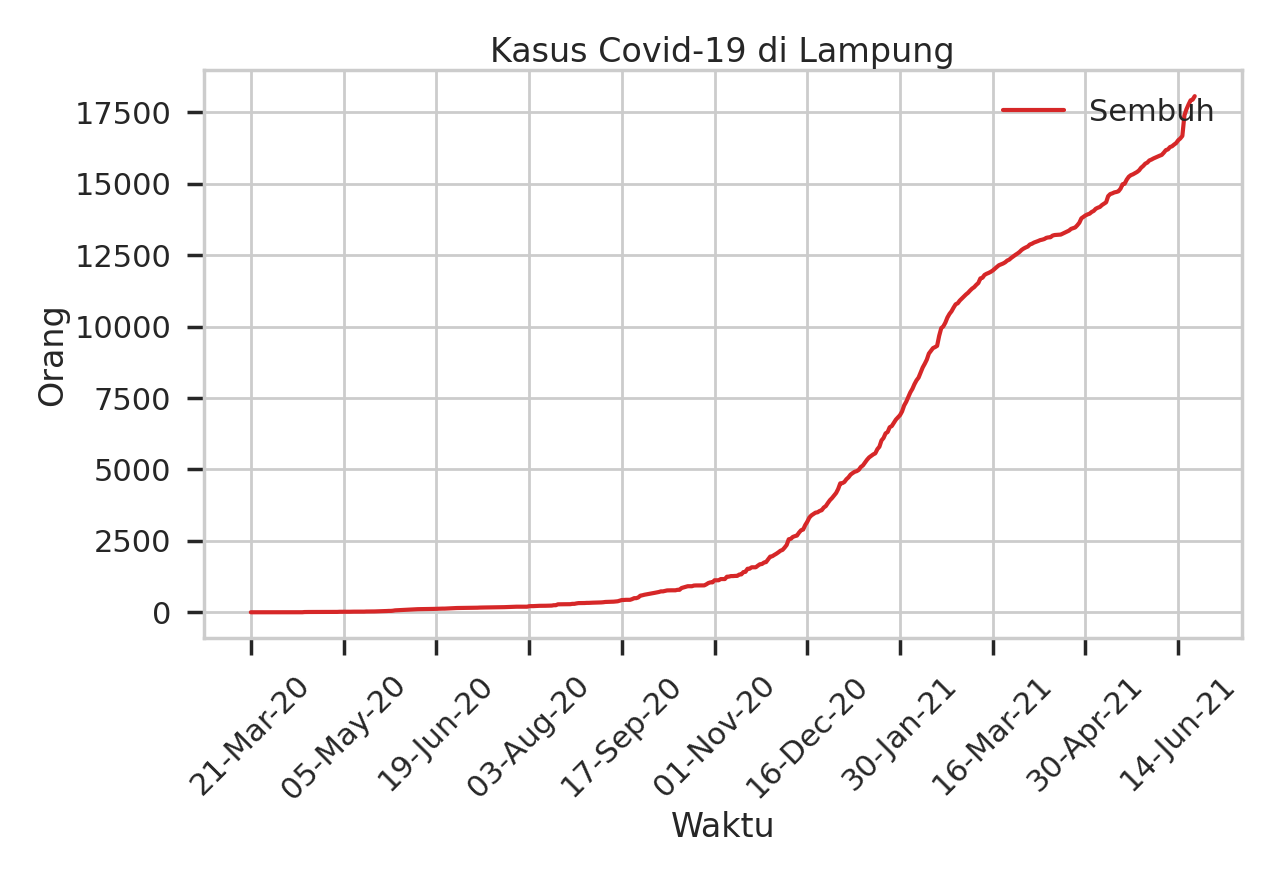 Kasus Covid-19 di Lampung
Sembuh
Orang
17500
15000
12500
10000
7500
5000
2500
0
21-Mar-20
05-May-20
19-Jun-20
03-Aug-20
17-Sep-20
01-Nov-20
16-Dec-20
30-Jan-21
16-Mar-21
30-Apr-21
14-Jun-21
Waktu